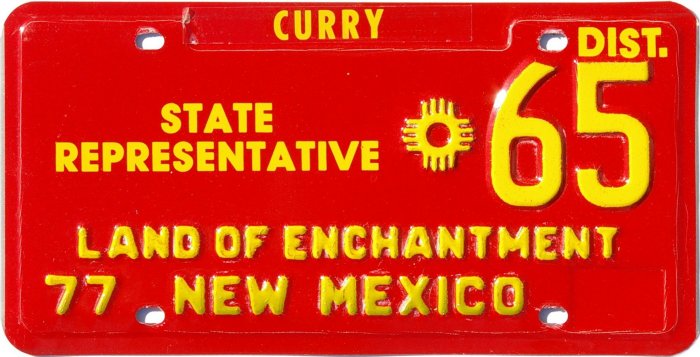 CURRY
DIST.
STATE
REPRESENTATIVE
65
LAND OF ENCHANTMENT
77 NEW MEXICO